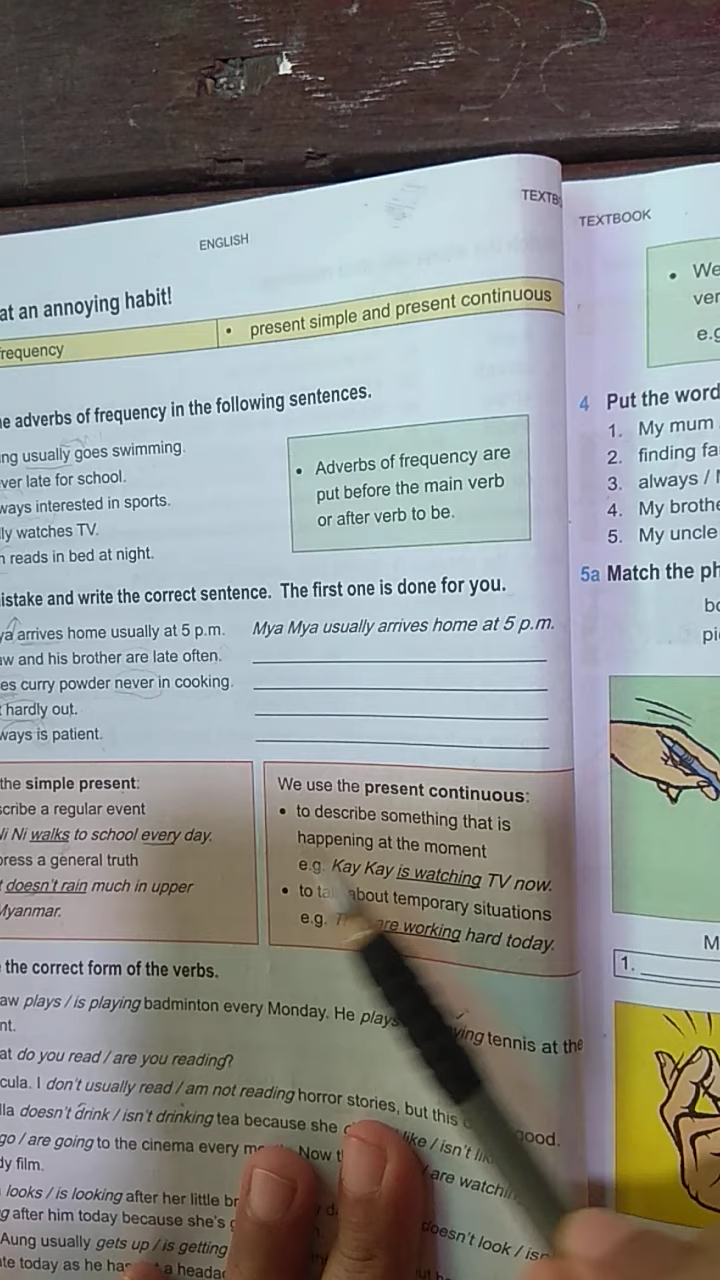 ENGLISH
TEXTB
at an annoying habit!
requency
• present simple and present continuous
e adverbs of frequency in the following sentences.
ng usually goes swimming.
ver late for school.
ways interested in sports.
ly watches TV.
n reads in bed at night.
• Adverbs of frequency are
put before the main verb
or after verb to be.
istake and write the correct sentence. The first one is done for you.
ya arrives home usually at 5 p.m. Mya Mya usually arrives home at 5 p.m.
aw and his brother are late often.
es curry powder never in cooking.
t hardly out.
ways is patient.
the simple present:
scribe a regular event
Ni Ni walks to school every day.
press a general truth
t doesn't rain much in upper
Myanmar.
We use the present continuous:
• to describe something that is
happening at the moment
e.g. Kay Kay is watching TV now.
• to about temporary situations
e.g. are working hard today.
the correct form of the verbs.
aw plays / is playing badminton every Monday. He plays ying tennis at the
nt.
at do you read / are you reading?
cula. I don't usually read / am not reading horror stories, but this good.
lla doesn't drink / isn't drinking tea because she like / isn't
go / are going to the cinema every Now are watchin
dy film.
looks / is looking after her little br
g after him today because she's doesn't look / isn
Aung usually gets up / is getting
ate today as he has a heada
TEXTBOOK
• We
ver
e.g
4 Put the word
1. My mum
2. finding fa
3. always /
4. My brothe
5. My uncle
5a Match the ph
bo
pi
M
1.